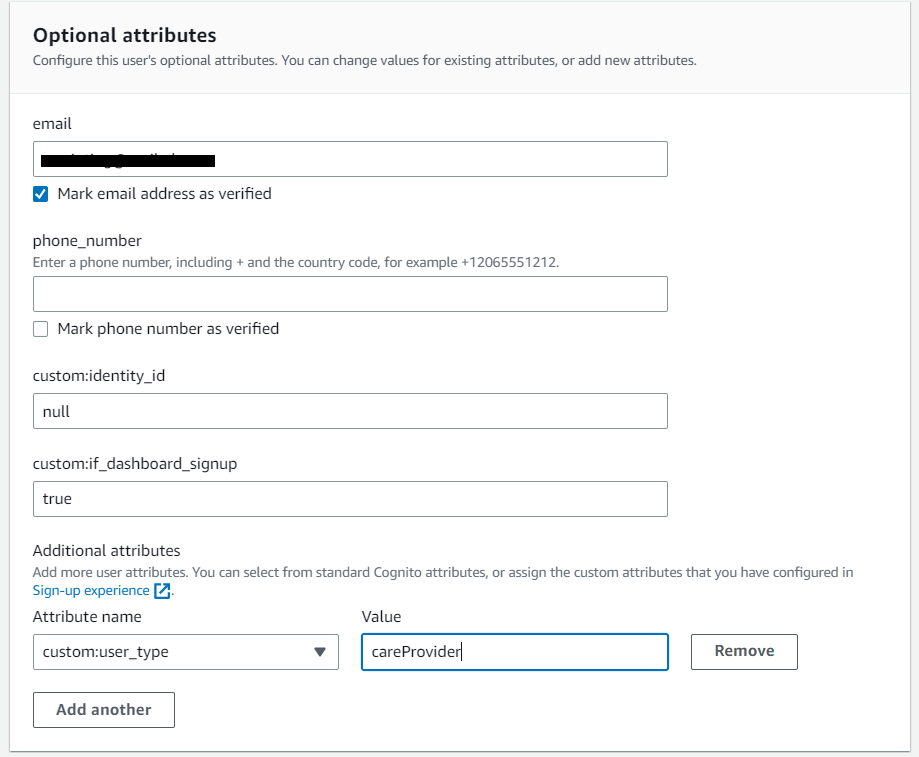 Optional attributes
Configure this user's optional attributes. You can change values for existing attributes, or add new attributes.
email
Mark email address as verified
phone_number
Enter a phone number, including + and the country code, for example +12065551212.
Mark phone number as verified
custom:identity_id
null
custom:if_dashboard_signup
true
Additional attributes
Add more user attributes. You can select from standard Cognito attributes, or assign the custom attributes that you have configured in
Sign-up experience.
Attribute name Value
custom:user_type careProvider Remove
Add another